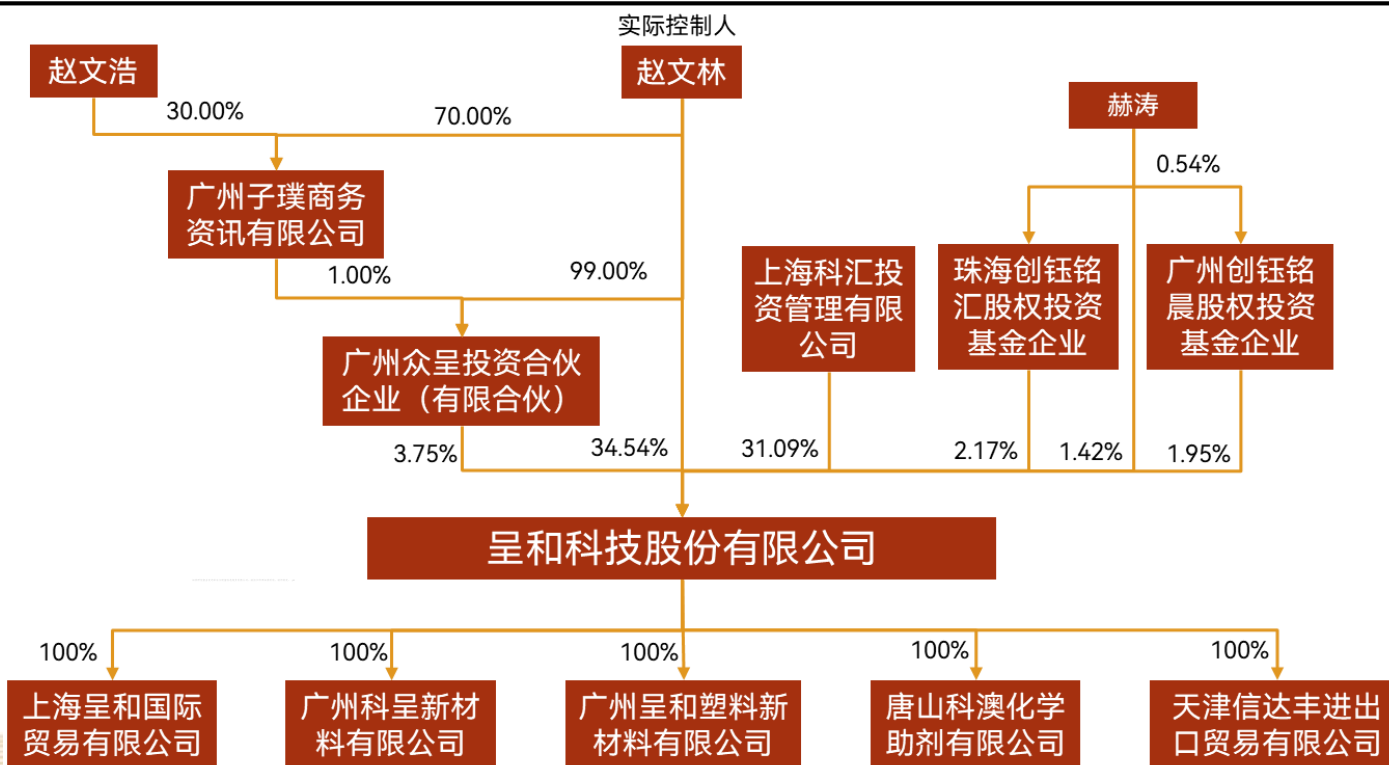 实际控制人
赵文浩
赵文林
赫涛
30.00%
70.00%
0.54%
广州子璞商务
资讯有限公司
1.00%
99.00%
上海科汇投
资管理有限
公司
珠海创钰铭
汇股权投资
基金企业
广州创钰铭
晨股权投资
基金企业
广州众呈投资合伙
企业（有限合伙）
3.75%
34.54%
31.09%
2.17%
1.42%
1.95%
呈和科技股份有限公司
100%
100%
100%
100%
100%
上海呈和国际
贸易有限公司
广州科呈新材
料有限公司
广州呈和塑料新
材料有限公司
唐山科澳化学
助剂有限公司
天津信达丰进出
口贸易有限公司